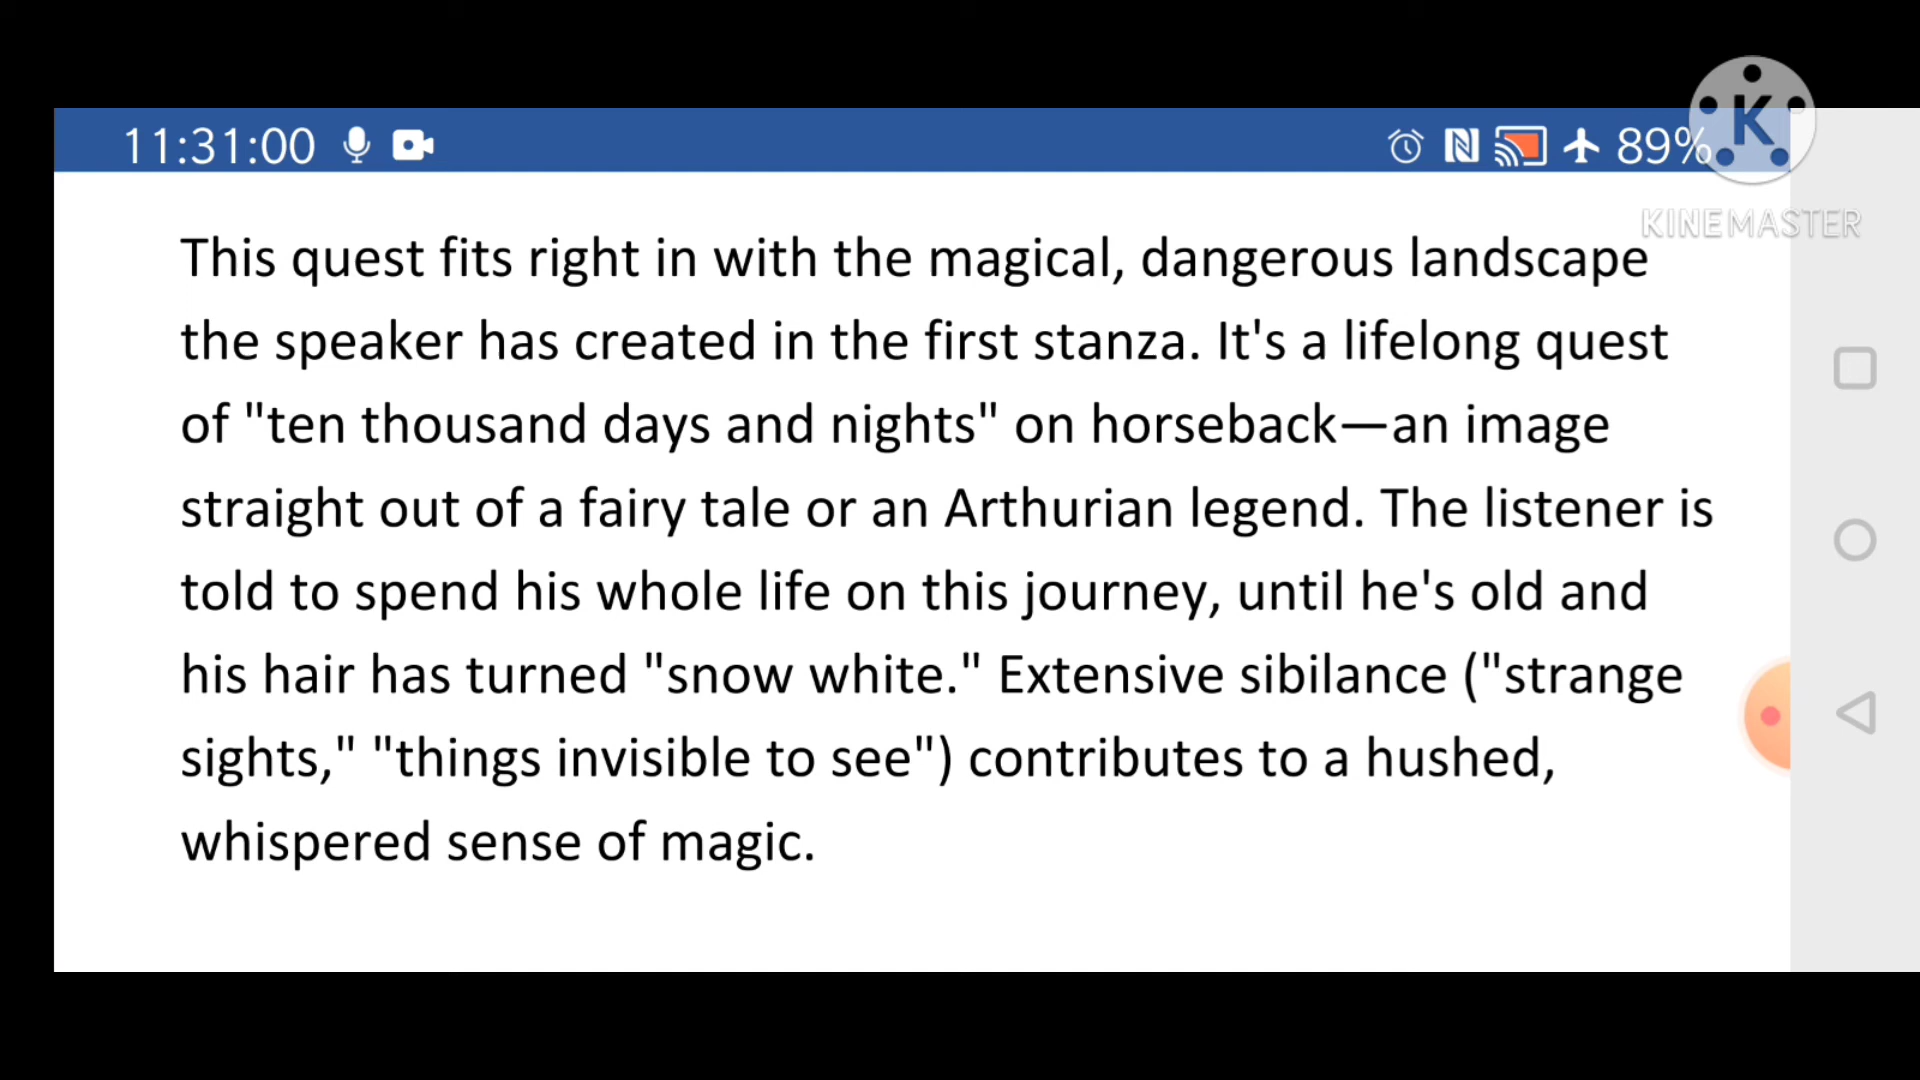 11:31:00
89%
K
KINEMASTER
This quest fits right in with the magical, dangerous landscape
the speaker has created in the first stanza. It's a lifelong quest
of "ten thousand days and nights" on horseback—an image
straight out of a fairy tale or an Arthurian legend. The listener is
told to spend his whole life on this journey, until he's old and
his hair has turned "snow white." Extensive sibilance ("strange
sights," "things invisible to see") contributes to a hushed,
whispered sense of magic.